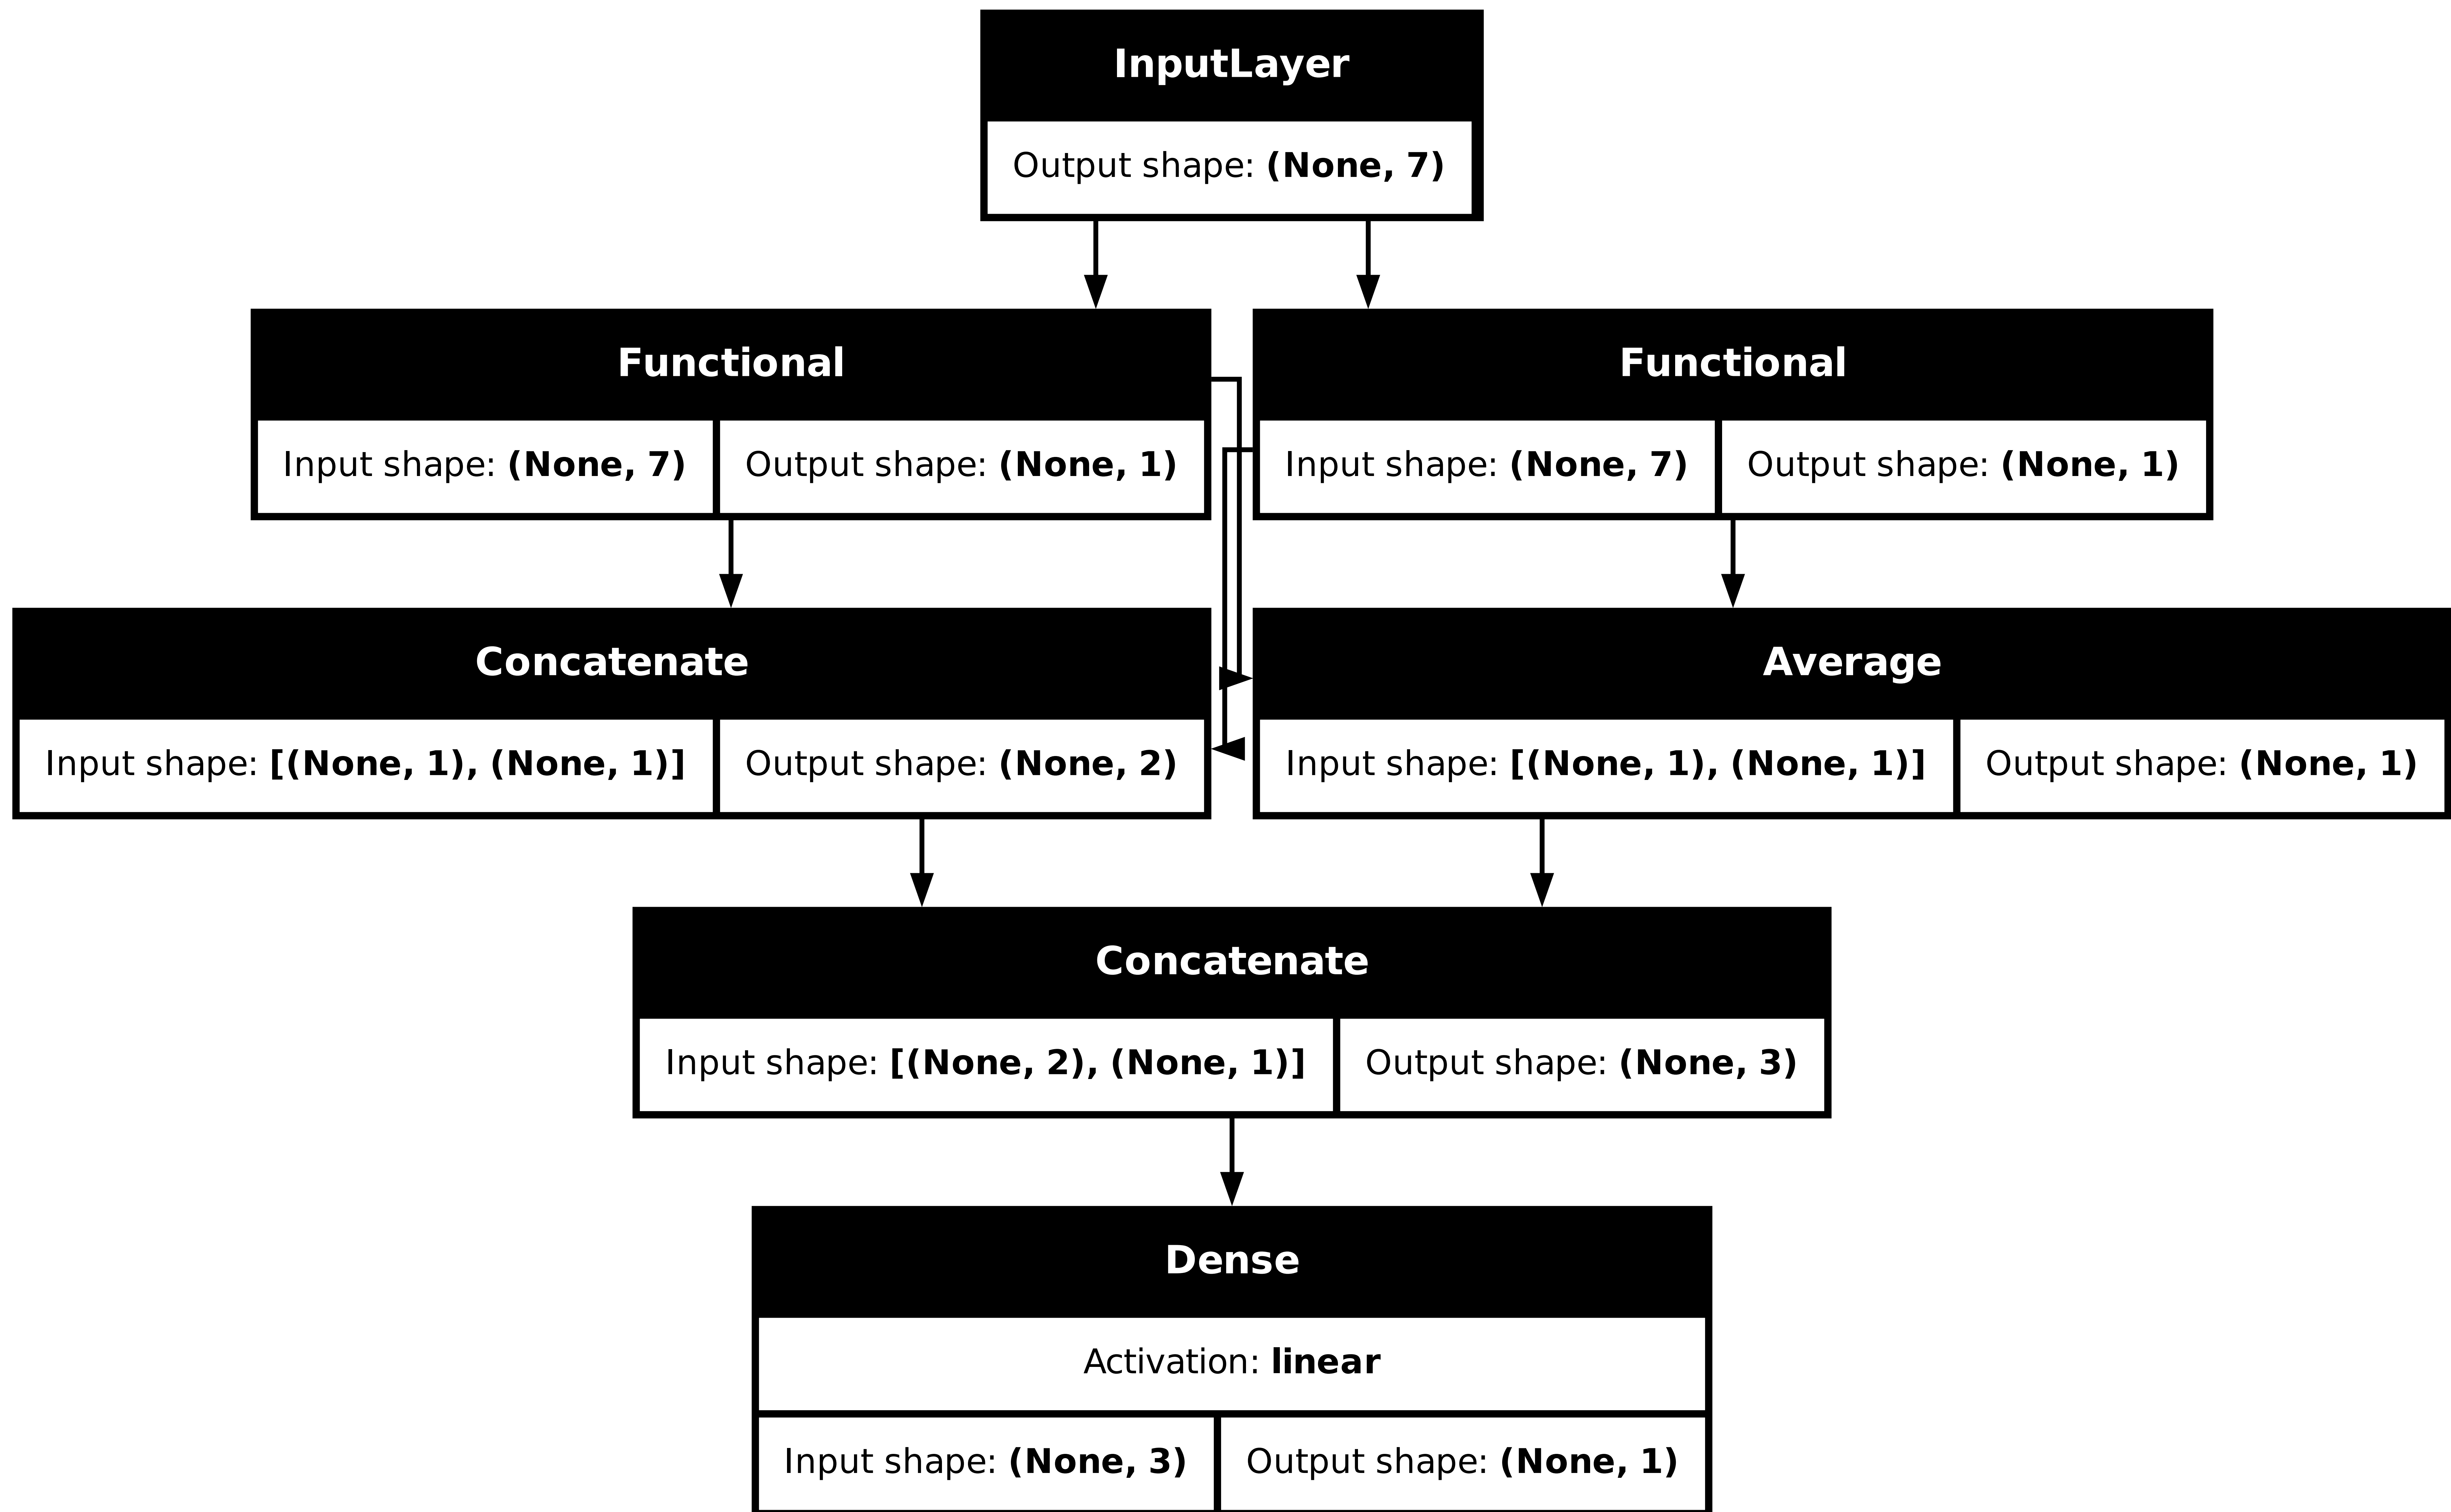 InputLayer
Output shape: (None, 7)
Functional
Input shape: (None, 7) Output shape: (None, 1)
Functional
Input shape: (None, 7) Output shape: (None, 1)
Concatenate
Input shape: [(None, 1), (None, 1)] Output shape: (None, 2)
Average
Input shape: [(None, 1), (None, 1)] Output shape: (None, 1)
Concatenate
Input shape: [(None, 2), (None, 1)] Output shape: (None, 3)
Dense
Activation: linear
Input shape: (None, 3) Output shape: (None, 1)